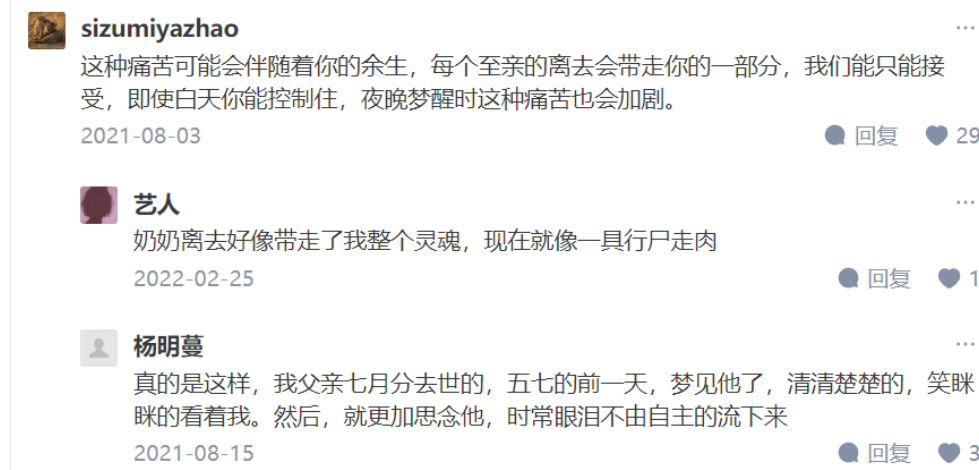 sizumiyazhao
这种痛苦可能会伴随着你的余生，每个至亲的离去会带走你的一部分，我们能只能接
受，即使白天你能控制住，夜晚梦醒时这种痛苦也会加剧。
2021-08-03 回复 29
艺人
奶奶离去好像带走了我整个灵魂，现在就像一具行尸走肉
2022-02-25 回复 1
杨明蔓
真的是这样，我父亲七月分去世的，五七的前一天，梦见他了，清清楚楚的，笑眯
眯的看着我。然后，就更加思念他，时常眼泪不由自主的流下来
2021-08-15 回复 3